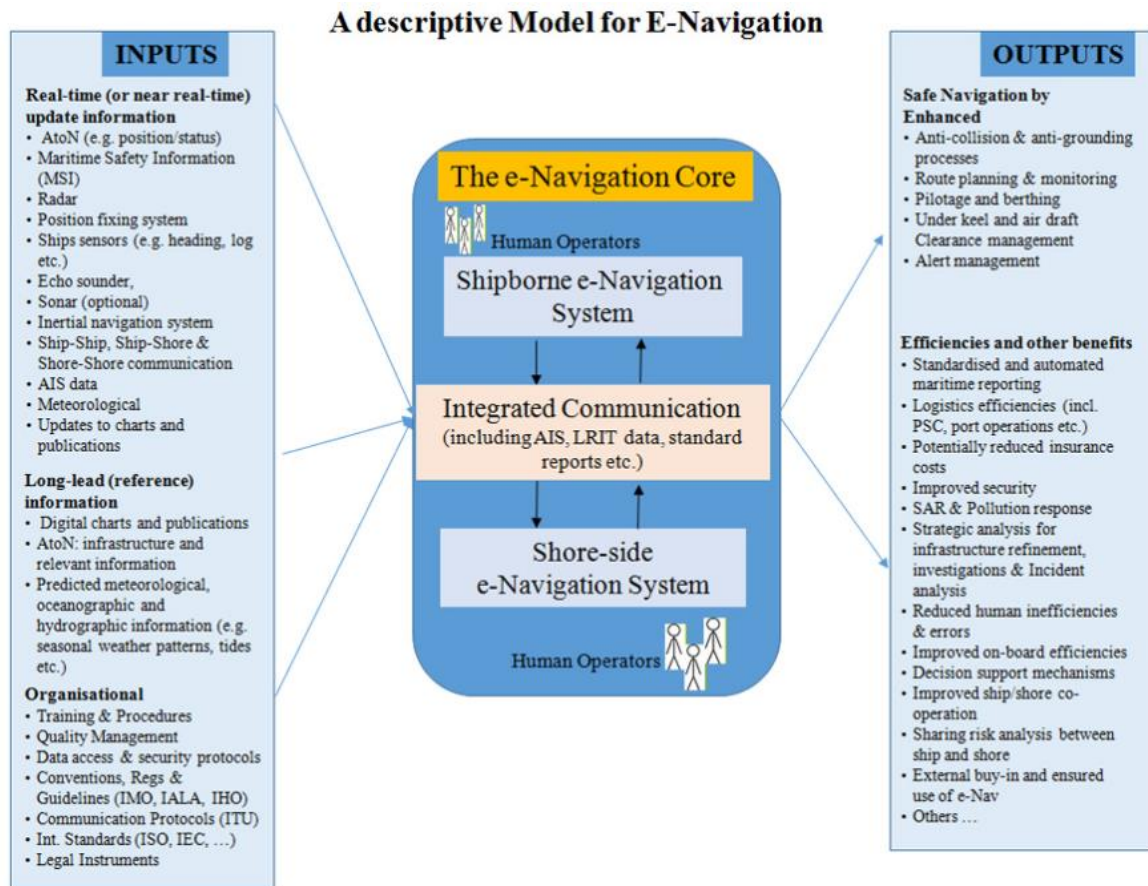 A descriptive Model for E-Navigation
INPUTS
Real-time (or near real-time)
update information
• AtoN (e.g. position/status)
• Maritime Safety Information
(MSI)
• Radar
• Position fixing system
• Ships sensors (e.g. heading, log
etc.)
• Echo sounder,
• Sonar (optional)
• Inertial navigation system
• Ship-Ship, Ship-Shore &
Shore-Shore communication
• AIS data
• Meteorological
• Updates to charts and
publications
Long-lead (reference)
information
• Digital charts and publications
• AtoN: infrastructure and
relevant information
• Predicted meteorological,
oceanographic and
hydrographic information (e.g.
seasonal weather patterns, tides
etc.)
Organisational
• Training & Procedures
• Quality Management
• Data access & security protocols
• Conventions, Regs &
Guidelines (IMO, IALA, IHO)
• Communication Protocols (ITU)
• Int. Standards (ISO, IEC, …)
• Legal Instruments
The e-Navigation Core
Human Operators
Shipborne e-Navigation
System
Integrated Communication
(including AIS, LRIT data, standard
reports etc.)
Shore-side
e-Navigation System
Human Operators
OUTPUTS
Safe Navigation by
Enhanced
• Anti-collision & anti-grounding
processes
• Route planning & monitoring
• Pilotage and berthing
• Under keel and air draft
Clearance management
• Alert management
Efficiencies and other benefits
• Standardised and automated
maritime reporting
• Logistics efficiencies (incl.
PSC, port operations etc.)
• Potentially reduced insurance
costs
• Improved security
• SAR & Pollution response
• Strategic analysis for
infrastructure refinement,
investigations & Incident
analysis
• Reduced human inefficiencies
& errors
• Improved on-board efficiencies
• Decision support mechanisms
• Improved ship/shore co-
operation
• Sharing risk analysis between
ship and shore
• External buy-in and ensured
use of e-Nav
• Others …